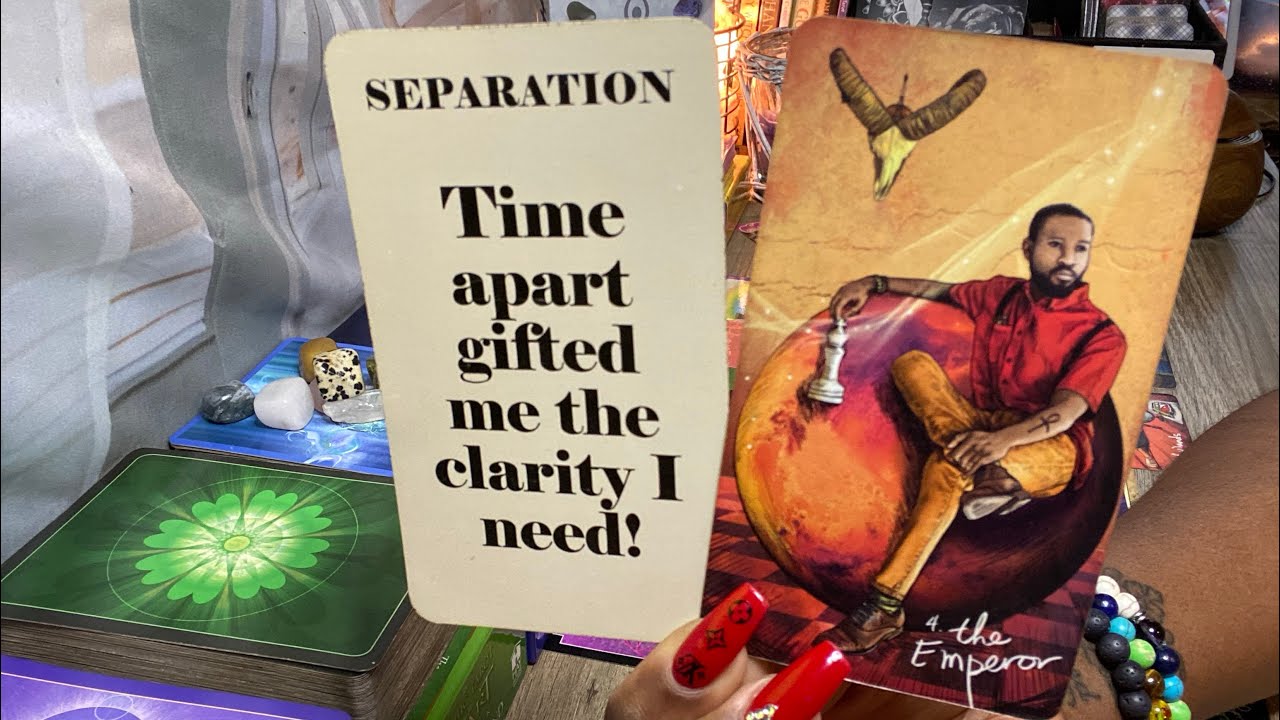 SEPARATION
Time
apart
gifted
me the
clarity I
need!
4. the
Emperor